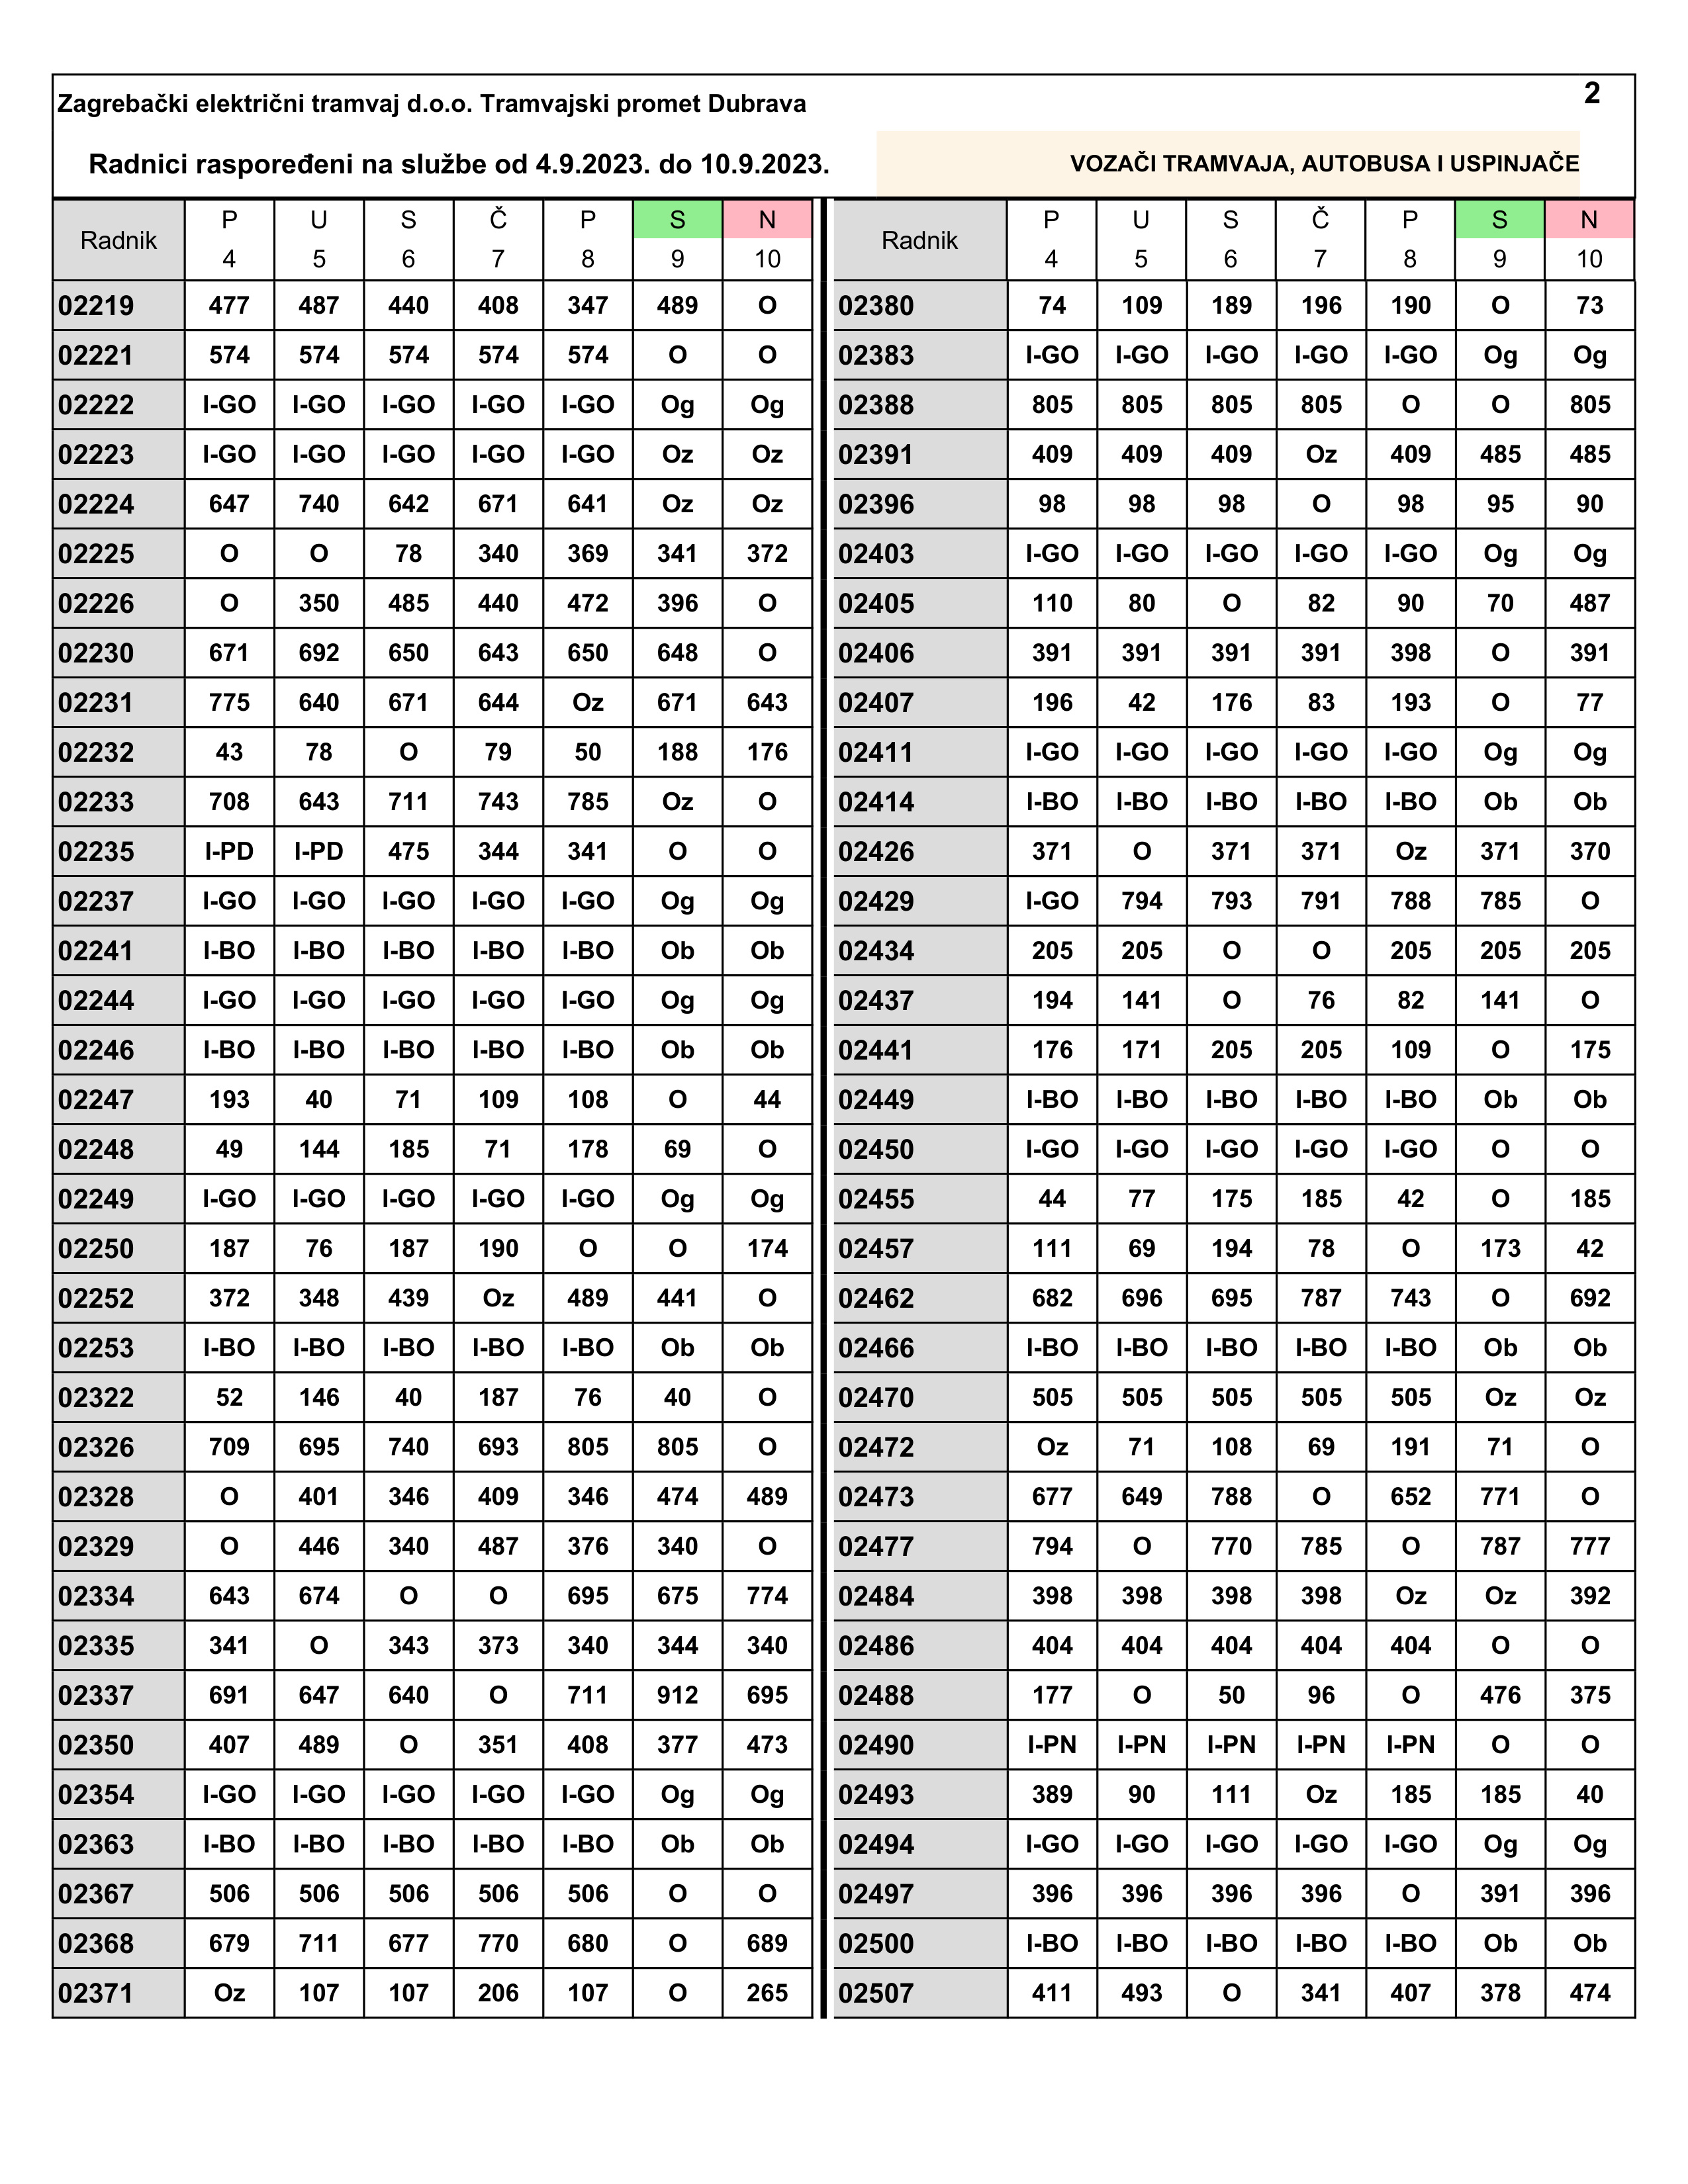 2
Zagrebački električni tramvaj d.o.o. Tramvajski promet Dubrava
Radnici raspoređeni na službe od 4.9.2023. do 10.9.2023. VOZAČI TRAMVAJA, AUTOBUSA I USPINJAČE
Radnik P U S Č P S N Radnik P U S Č P S N
4 5 6 7 8 9 10 4 5 6 7 8 9 10
02219 477 487 440 408 347 489 O 02380 74 109 189 196 190 O 73
02221 574 574 574 574 574 O O 02383 I-GO I-GO I-GO I-GO I-GO Og Og
02222 I-GO I-GO I-GO I-GO I-GO Og Og 02388 805 805 805 805 O O 805
02223 I-GO I-GO I-GO I-GO I-GO Oz Oz 02391 409 409 409 Oz 409 485 485
02224 647 740 642 671 641 Oz Oz 02396 98 98 98 O 98 95 90
02225 O O 78 340 369 341 372 02403 I-GO I-GO I-GO I-GO I-GO Og Og
02226 O 350 485 440 472 396 O 02405 110 80 O 82 90 70 487
02230 671 692 650 643 650 648 O 02406 391 391 391 391 398 O 391
02231 775 640 671 644 Oz 671 643 02407 196 42 176 83 193 O 77
02232 43 78 O 79 50 188 176 02411 I-GO I-GO I-GO I-GO I-GO Og Og
02233 708 643 711 743 785 Oz O 02414 I-BO I-BO I-BO I-BO I-BO Ob Ob
02235 I-PD I-PD 475 344 341 O O 02426 371 O 371 371 Oz 371 370
02237 I-GO I-GO I-GO I-GO I-GO Og Og 02429 I-GO 794 793 791 788 785 O
02241 I-BO I-BO I-BO I-BO I-BO Ob Ob 02434 205 205 O O 205 205 205
02244 I-GO I-GO I-GO I-GO I-GO Og Og 02437 194 141 O 76 82 141 O
02246 I-BO I-BO I-BO I-BO I-BO Ob Ob 02441 176 171 205 205 109 O 175
02247 193 40 71 109 108 O 44 02449 I-BO I-BO I-BO I-BO I-BO Ob Ob
02248 49 144 185 71 178 69 O 02450 I-GO I-GO I-GO I-GO I-GO O O
02249 I-GO I-GO I-GO I-GO I-GO Og Og 02455 44 77 175 185 42 O 185
02250 187 76 187 190 O O 174 02457 111 69 194 78 O 173 42
02252 372 348 439 Oz 489 441 O 02462 682 696 695 787 743 O 692
02253 I-BO I-BO I-BO I-BO I-BO Ob Ob 02466 I-BO I-BO I-BO I-BO I-BO Ob Ob
02322 52 146 40 187 76 40 O 02470 505 505 505 505 505 Oz Oz
02326 709 695 740 693 805 805 O 02472 Oz 71 108 69 191 71 O
02328 O 401 346 409 346 474 489 02473 677 649 788 O 652 771 O
02329 O 446 340 487 376 340 O 02477 794 O 770 785 O 787 777
02334 643 674 O O 695 675 774 02484 398 398 398 398 Oz Oz 392
02335 341 O 343 373 340 344 340 02486 404 404 404 404 404 O O
02337 691 647 640 O 711 912 695 02488 177 O 50 96 O 476 375
02350 407 489 O 351 408 377 473 02490 I-PN I-PN I-PN I-PN I-PN O O
02354 I-GO I-GO I-GO I-GO I-GO Og Og 02493 389 90 111 Oz 185 185 40
02363 I-BO I-BO I-BO I-BO I-BO Ob Ob 02494 I-GO I-GO I-GO I-GO I-GO Og Og
02367 506 506 506 506 506 O O 02497 396 396 396 396 O 391 396
02368 679 711 677 770 680 O 689 02500 I-BO I-BO I-BO I-BO I-BO Ob Ob
02371 Oz 107 107 206 107 O 265 02507 411 493 O 341 407 378 474